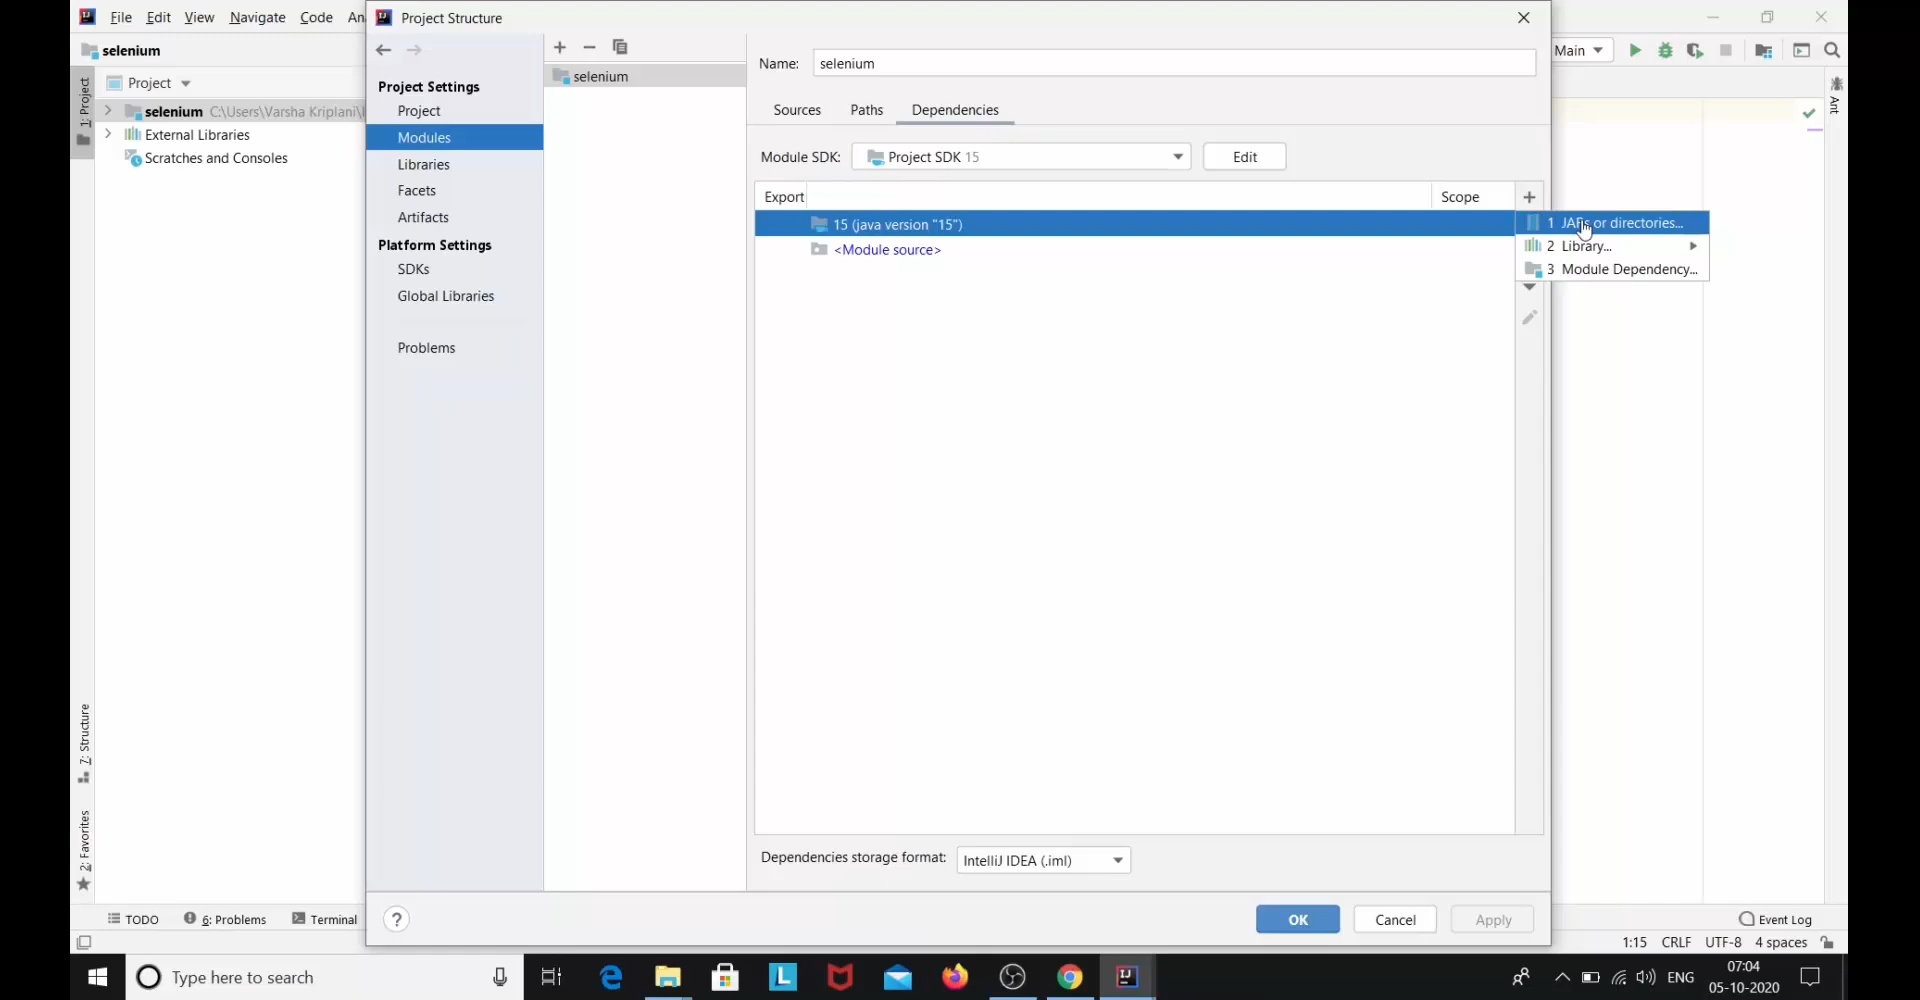 File Edit View Navigate Code An
Project Structure
selenium
Project
selenium C:\Users\Varsha Kriplani\I
External Libraries
Scratches and Consoles
1: Project
7: Structure
2: Favorites
Project Settings
Project
Modules
Libraries
Facets
Artifacts
Platform Settings
SDKs
Global Libraries
Problems
selenium
Name: selenium
Sources Paths Dependencies
Module SDK: Project SDK 15 Edit
Export Scope
15 (java version "15")
<Module source>
1 JARs or directories...
2 Library...
3 Module Dependency...
Dependencies storage format: IntelliJ IDEA (.iml)
? OK Cancel Apply
Main
Ant
TODO 6: Problems Terminal Event Log
1:15 CRLF UTF-8 4 spaces
Type here to search
ENG
07:04
05-10-2020